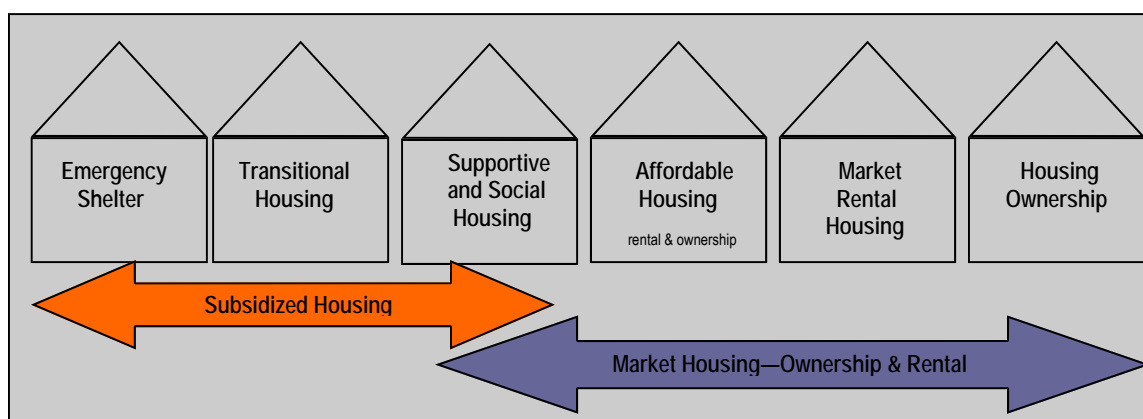 Emergency
Shelter
Transitional
Housing
Supportive
and Social
Housing
Affordable
Housing
rental & ownership
Market
Rental
Housing
Housing
Ownership
Subsidized Housing
Market Housing—Ownership & Rental